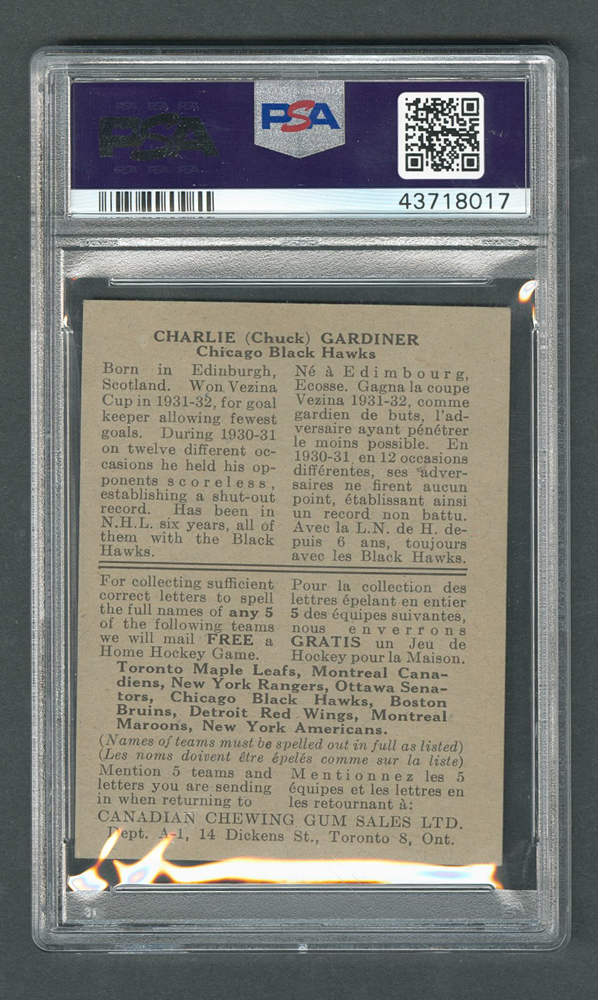 PSA
PSA
43718017
CHARLIE (Chuck) GARDINER
Chicago Black Hawks
Born in Edinburgh,
Scotland. Won Vezina
Cup in 1931-32, for goal
keeper allowing fewest
goals. During 1930-31
on twelve different oc-
casions he held his op-
ponents scoreless,
establishing a shut-out
record. Has been in
N.H.L. six years, all of
them with the Black
Hawks.
Né à Edimbourg,
Ecosse. Gagna la coupe
Vezina 1931-32, comme
gardien de buts, l'ad-
versaire ayant pénétrer
le moins possible. En
1930-31, en 12 occasions
différentes, ses adver-
saires ne firent aucun
point, établissant ainsi
un record non battu.
Avec la L.N. de H. de-
puis 6 ans, toujours
avec les Black Hawks.
For collecting sufficient
correct letters to spell
the full names of any 5
of the following teams
we will mail FREE a
Home Hockey Game.
Pour la collection des
lettres épelant en entier
5 des équipes suivantes,
nous enverrons
GRATIS un Jeu de
Hockey pour la Maison.
Toronto Maple Leafs, Montreal Cana-
diens, New York Rangers, Ottawa Sena-
tors, Chicago Black Hawks, Boston
Bruins, Detroit Red Wings, Montreal
Maroons, New York Americans.
(Names of teams must be spelled out in full as listed)
(Les noms doivent être épelés comme sur la liste)
Mention 5 teams and
letters you are sending
in when returning to
Mentionnez les 5
équipes et les lettres en
les retournant à:
CANADIAN CHEWING GUM SALES LTD.
Dept. A-1, 14 Dickens St., Toronto 8, Ont.